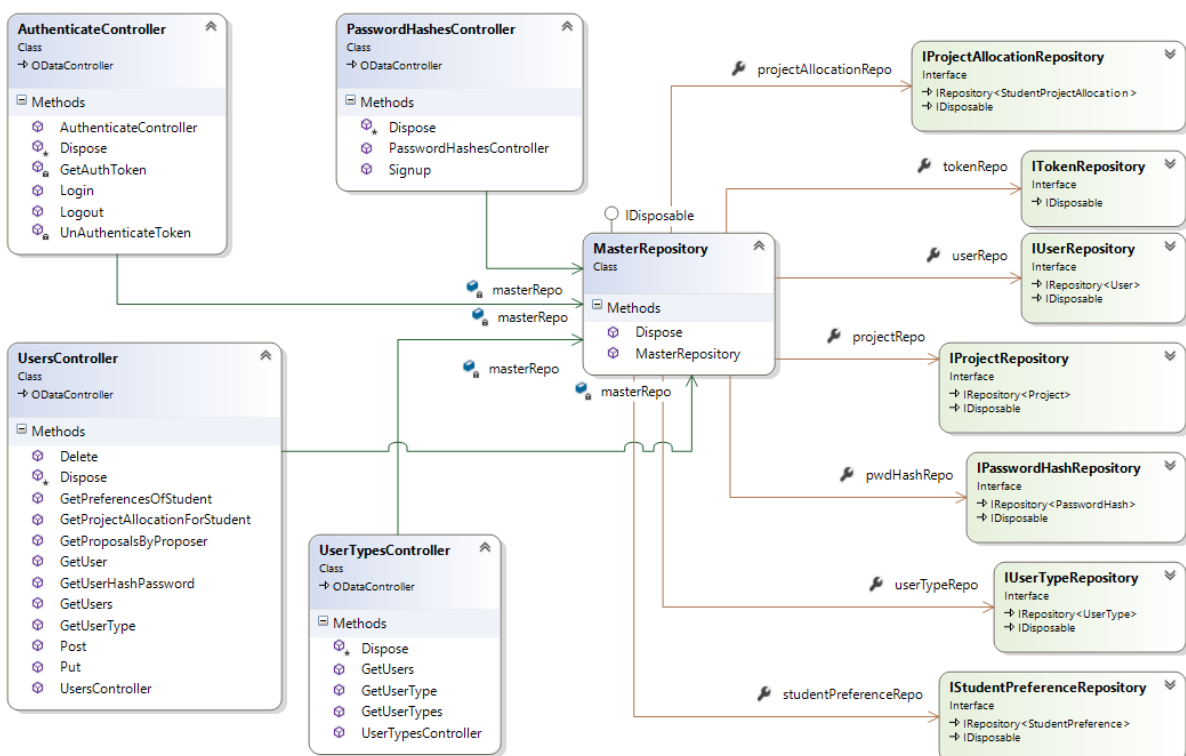 AuthenticateController
Class
ODataController
Methods
AuthenticateController
Dispose
GetAuthToken
Login
Logout
UnAuthenticateToken
PasswordHashesController
Class
ODataController
Methods
Dispose
PasswordHashesController
Signup
UsersController
Class
ODataController
Methods
Delete
Dispose
GetPreferencesOfStudent
GetProjectAllocationForStudent
GetProposalsByProposer
GetUser
GetUserHashPassword
GetUsers
GetUserType
Post
Put
UsersController
UserTypesController
Class
ODataController
Methods
Dispose
GetUsers
GetUserType
GetUserTypes
UserTypesController
masterRepo
masterRepo
masterRepo
masterRepo
IDisposable
MasterRepository
Class
Methods
Dispose
MasterRepository
projectAllocationRepo
IProjectAllocationRepository
Interface
IRepository<StudentProjectAllocation>
IDisposable
tokenRepo
ITokenRepository
Interface
IDisposable
userRepo
IUserRepository
Interface
IRepository<User>
IDisposable
projectRepo
IProjectRepository
Interface
IRepository<Project>
IDisposable
pwdHashRepo
IPasswordHashRepository
Interface
IRepository<PasswordHash>
IDisposable
userTypeRepo
IUserTypeRepository
Interface
IRepository<UserType>
IDisposable
studentPreferenceRepo
IStudentPreferenceRepository
Interface
IRepository<StudentPreference>
IDisposable